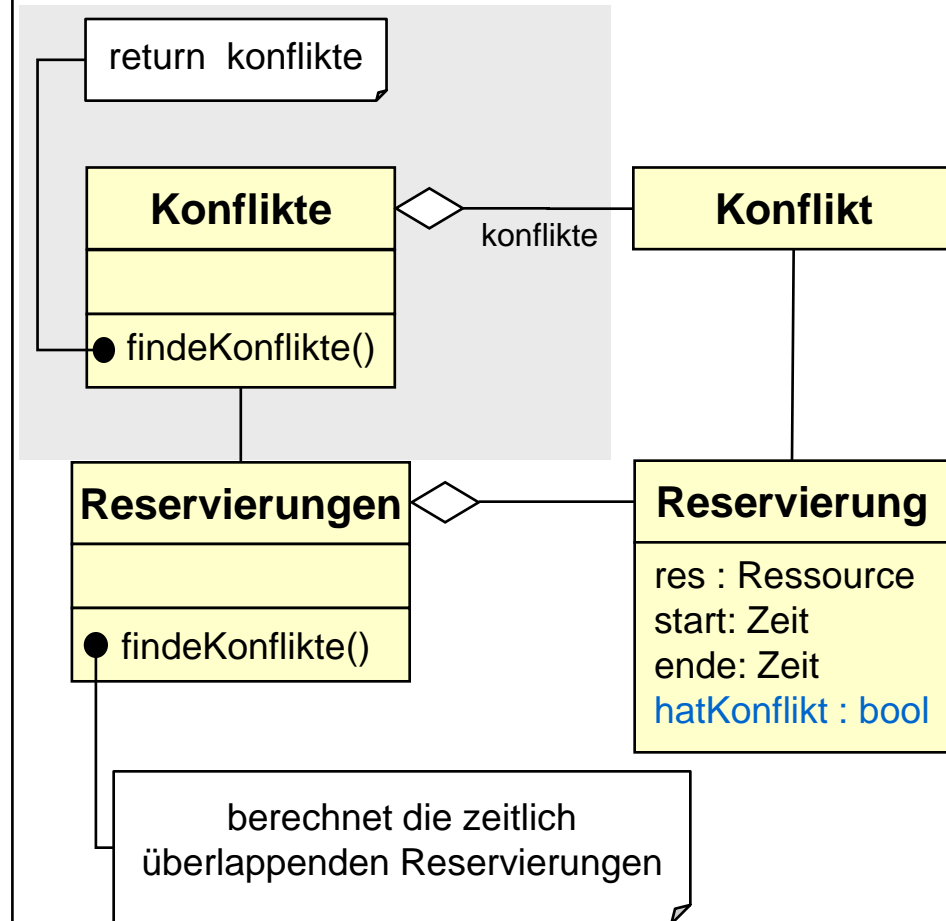 return konflikte
Konflikte
Konflikt
konflikte
findeKonflikte()
Reservierungen
Reservierung
res : Ressource
start: Zeit
ende: Zeit
hatKonflikt : bool
findeKonflikte()
berechnet die zeitlich
überlappenden Reservierungen